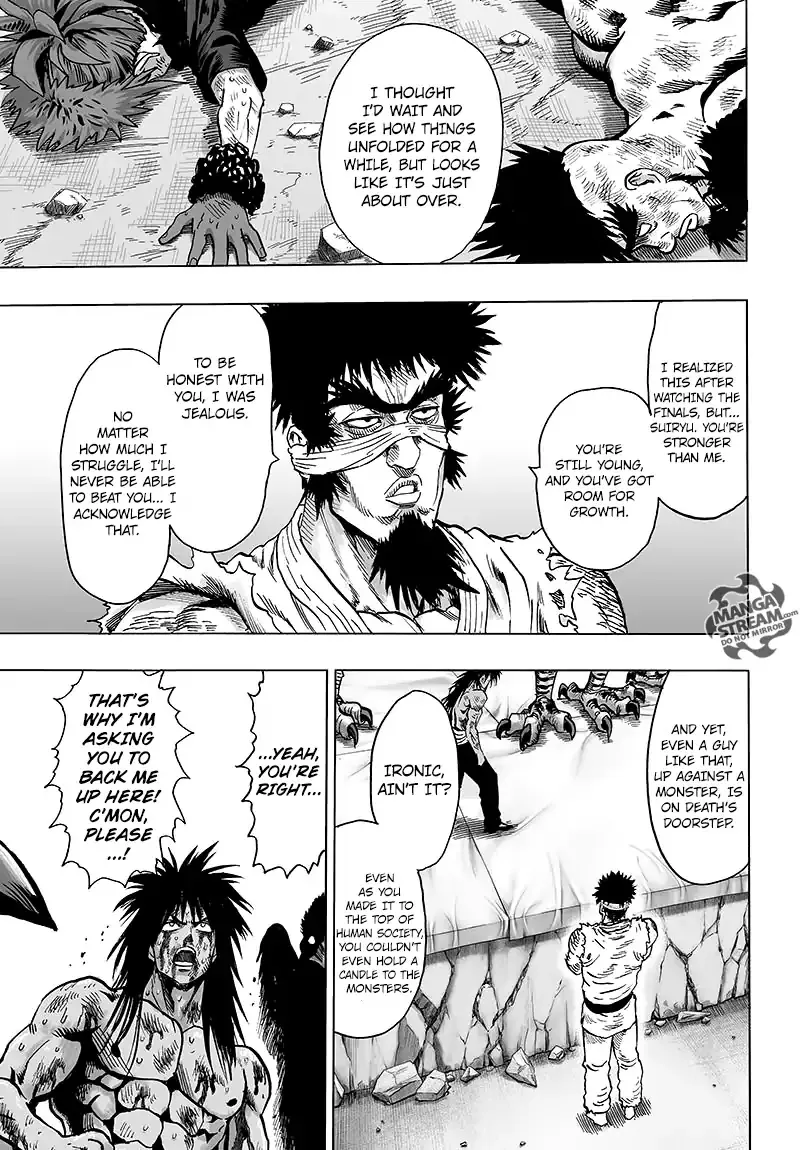 I THOUGHT
I'D WAIT AND
SEE HOW THINGS
UNFOLDED FOR A
WHILE, BUT LOOKS
LIKE IT'S JUST
ABOUT OVER.
I REALIZED
THIS AFTER
WATCHING THE
FINALS, BUT...
SUIRYU. YOU'RE
STRONGER
THAN ME.
YOU'RE
STILL YOUNG,
AND YOU'VE GOT
ROOM FOR
GROWTH.
TO BE
HONEST WITH
YOU, I WAS
JEALOUS.
NO
MATTER
HOW MUCH I
STRUGGLE, I'LL
NEVER BE ABLE
TO BEAT YOU... I
ACKNOWLEDGE
THAT.
MANGA
STREAM.com
DO NOT MIRROR
AND YET,
EVEN A GUY
LIKE THAT,
UP AGAINST A
MONSTER, IS
ON DEATH'S
DOORSTEP.
IRONIC,
AIN'T IT?
EVEN
AS YOU
MADE IT
TO THE TOP OF
HUMAN SOCIETY,
YOU COULDN'T
EVEN HOLD A
CANDLE TO THE
MONSTERS.
...YEAH,
YOU'RE
RIGHT...
THAT'S
WHY I'M
ASKING
YOU TO
BACK ME
UP HERE!
C'MON,
PLEASE
...!